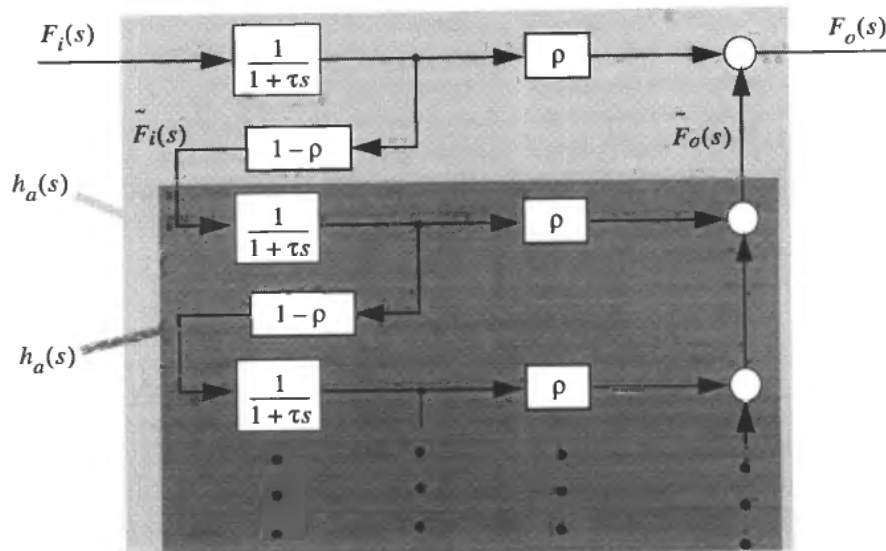 F_i(s)
1
1 + τs
ρ
F_o(s)
F̃_i(s)
1 − ρ
F̃_o(s)
h_a(s)
1
1 + τs
ρ
1 − ρ
h_a(s)
1
1 + τs
ρ